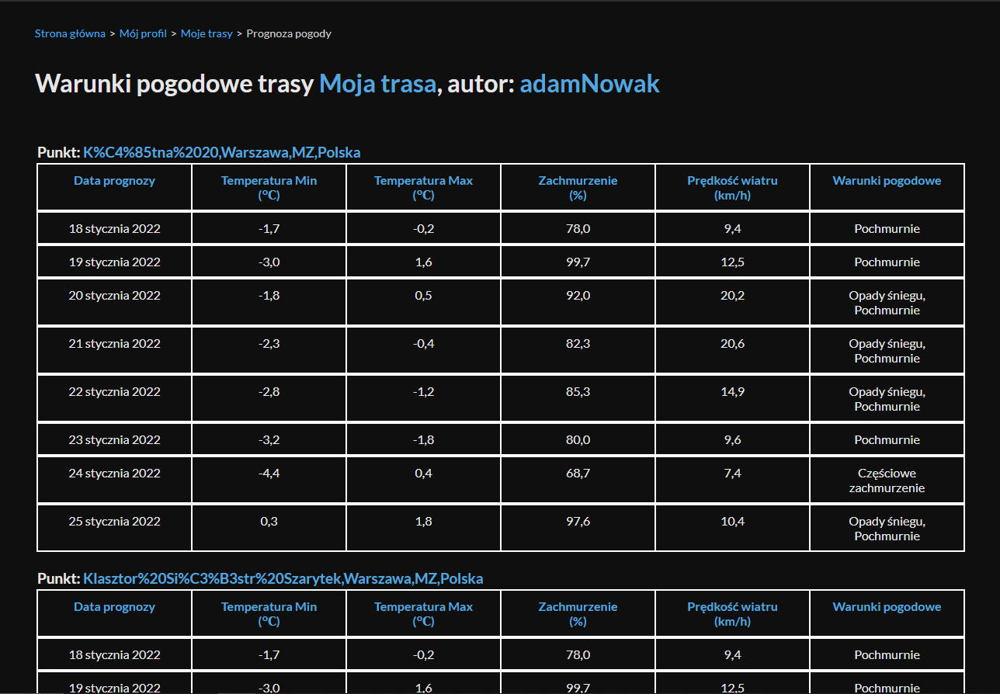 Strona główna > Mój profil > Moje trasy > Prognoza pogody
Warunki pogodowe trasy Moja trasa, autor: adamNowak
Punkt: K%C4%85tna%2020,Warszawa,MZ,Polska
Data prognozy Temperatura Min Temperatura Max Zachmurzenie Prędkość wiatru Warunki pogodowe
(°C) (°C) (%) (km/h)
18 stycznia 2022 -1,7 -0,2 78,0 9,4 Pochmurnie
19 stycznia 2022 -3,0 1,6 99,7 12,5 Pochmurnie
20 stycznia 2022 -1,8 0,5 92,0 20,2 Opady śniegu,
Pochmurnie
21 stycznia 2022 -2,3 -0,4 82,3 20,6 Opady śniegu,
Pochmurnie
22 stycznia 2022 -2,8 -1,2 85,3 14,9 Opady śniegu,
Pochmurnie
23 stycznia 2022 -3,2 -1,8 80,0 9,6 Pochmurnie
24 stycznia 2022 -4,4 0,4 68,7 7,4 Częściowe
zachmurzenie
25 stycznia 2022 0,3 1,8 97,6 10,4 Opady śniegu,
Pochmurnie
Punkt: Klasztor%20Si%C3%B3str%20Szarytek,Warszawa,MZ,Polska
Data prognozy Temperatura Min Temperatura Max Zachmurzenie Prędkość wiatru Warunki pogodowe
(°C) (°C) (%) (km/h)
18 stycznia 2022 -1,7 -0,2 78,0 9,4 Pochmurnie
19 stycznia 2022 -3,0 1,6 99,7 12,5 Pochmurnie